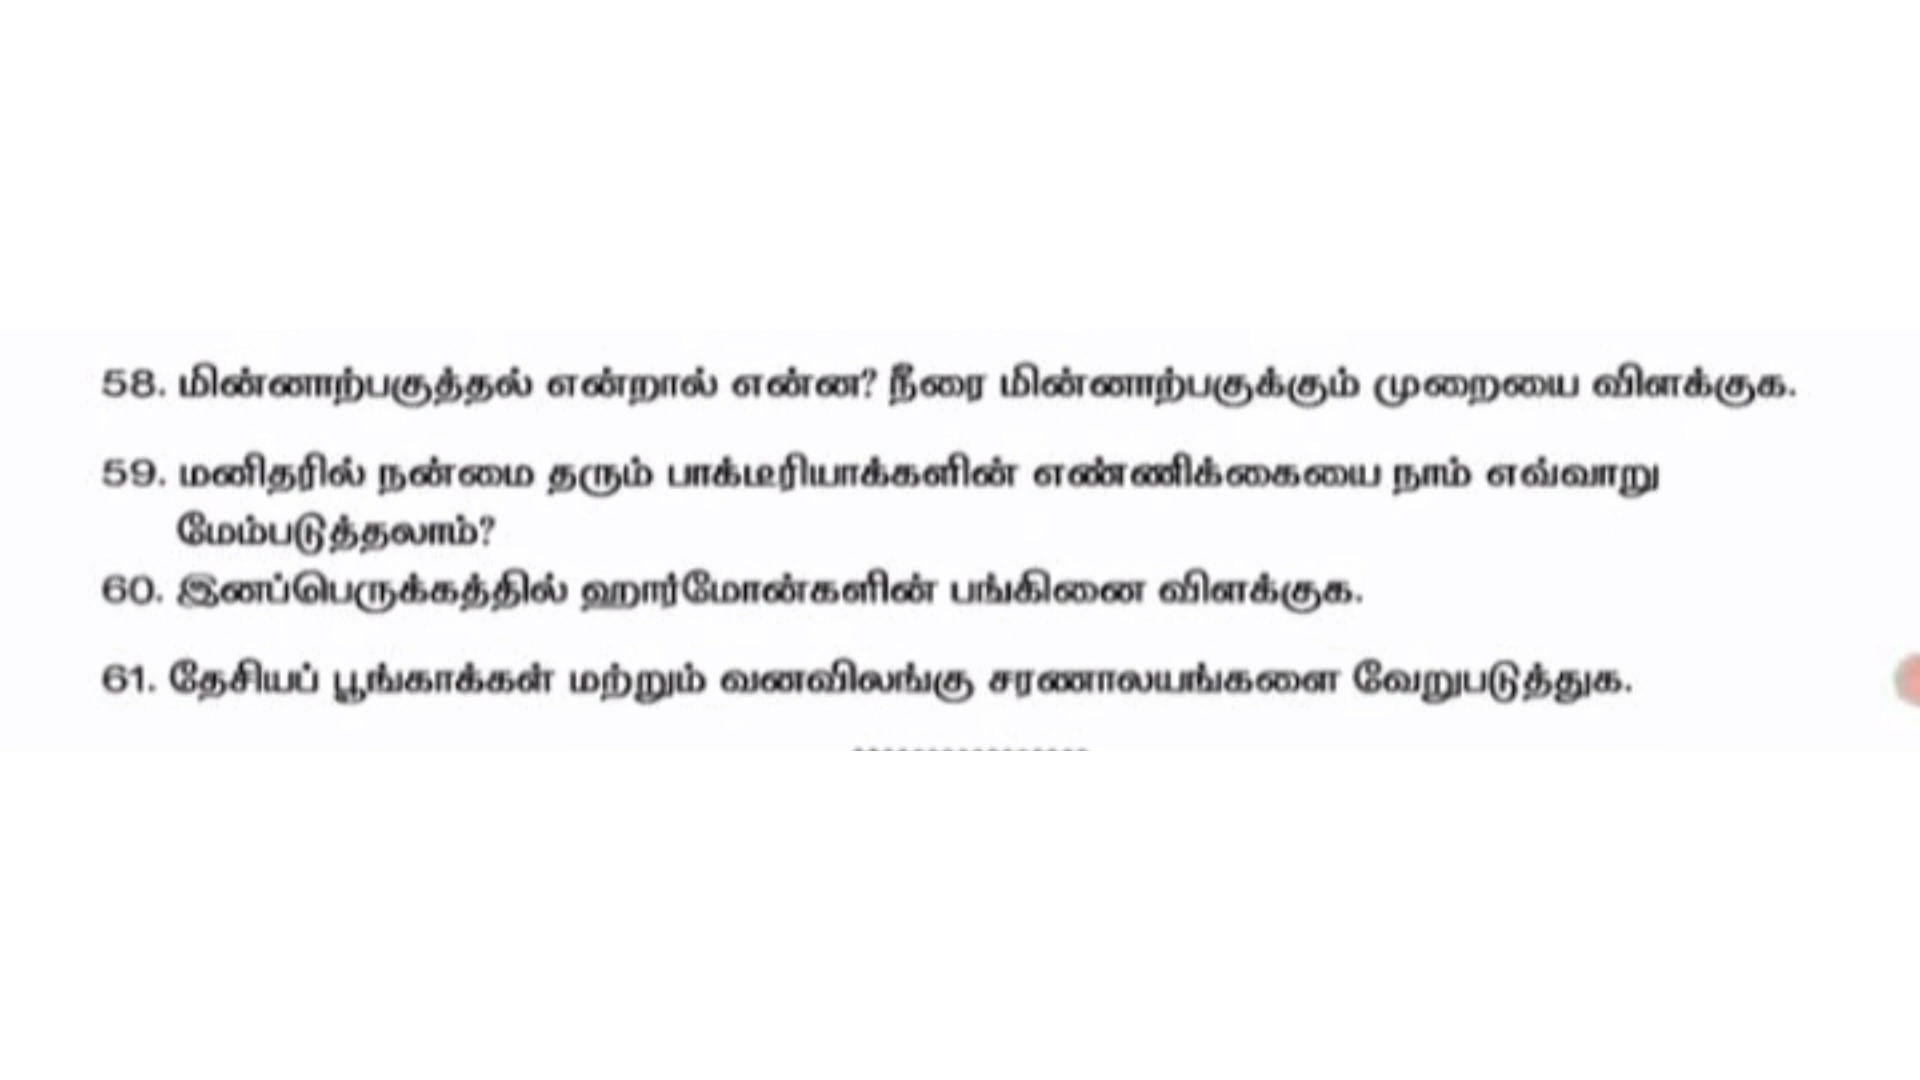 58. மின்னாற்பகுத்தல் என்றால் என்ன? நீரை மின்னாற்பகுக்கும் முறையை விளக்குக.
59. மனிதரில் நன்மை தரும் பாக்டீரியாக்களின் எண்ணிக்கையை நாம் எவ்வாறு
மேம்படுத்தலாம்?
60. இனப்பெருக்கத்தில் ஹார்மோன்களின் பங்கினை விளக்குக.
61. தேசியப் பூங்காக்கள் மற்றும் வனவிலங்கு சரணாலயங்களை வேறுபடுத்துக.